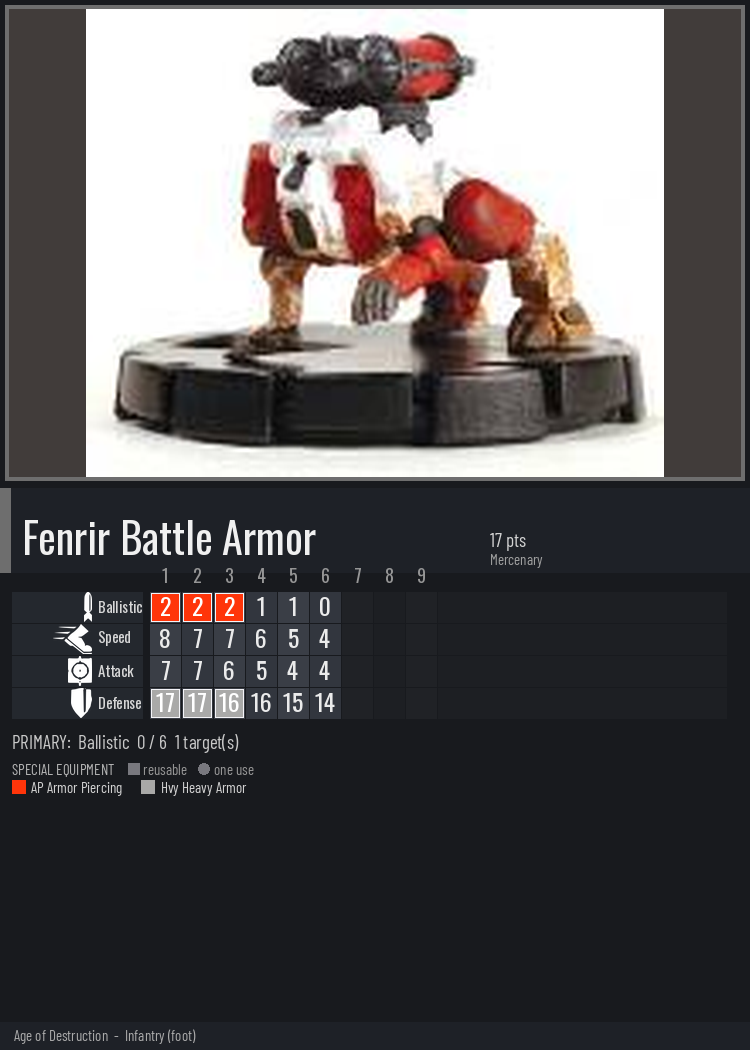 Fenrir Battle Armor
17 pts
Mercenary
1 2 3 4 5 6 7 8 9
Ballistic 2 2 2 1 1 0
Speed 8 7 7 6 5 4
Attack 7 7 6 5 4 4
Defense 17 17 16 16 15 14
PRIMARY: Ballistic 0 / 6 1 target(s)
SPECIAL EQUIPMENT reusable one use
AP Armor Piercing Hvy Heavy Armor
Age of Destruction - Infantry (foot)